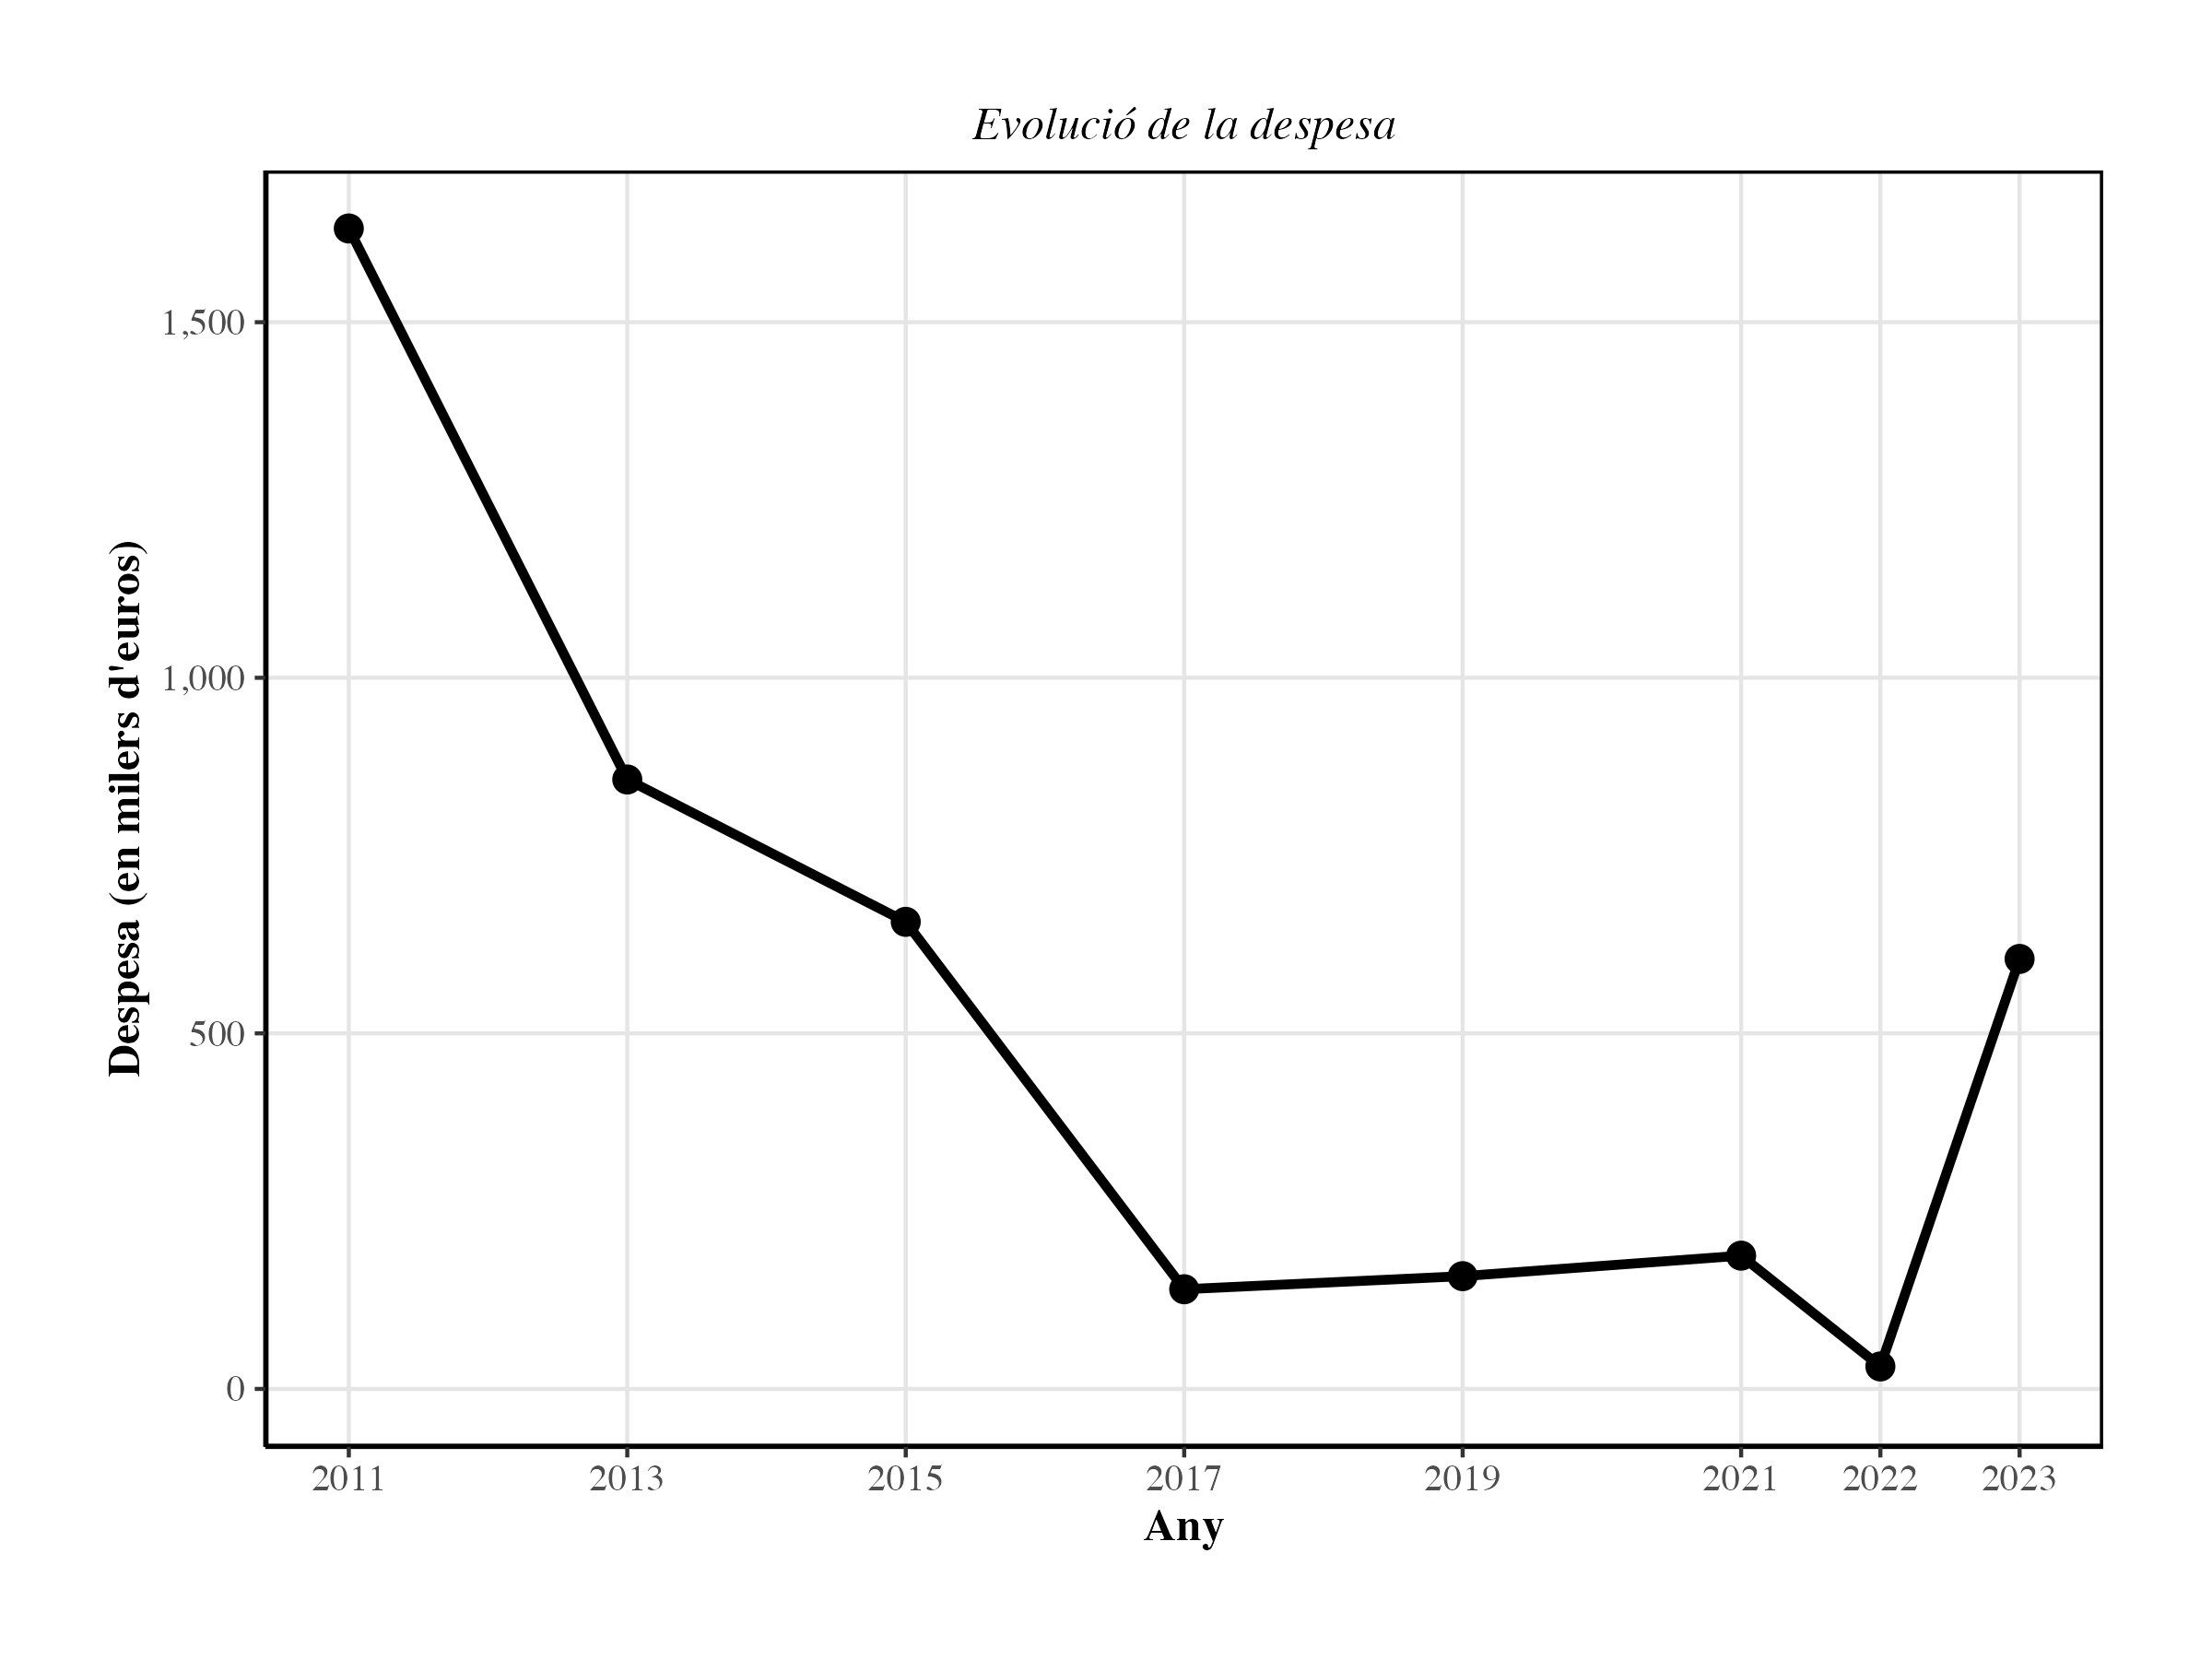 Evolució de la despesa
Despesa (en milers d'euros)
1,500
1,000
500
0
2011 2013 2015 2017 2019 2021 2022 2023
Any